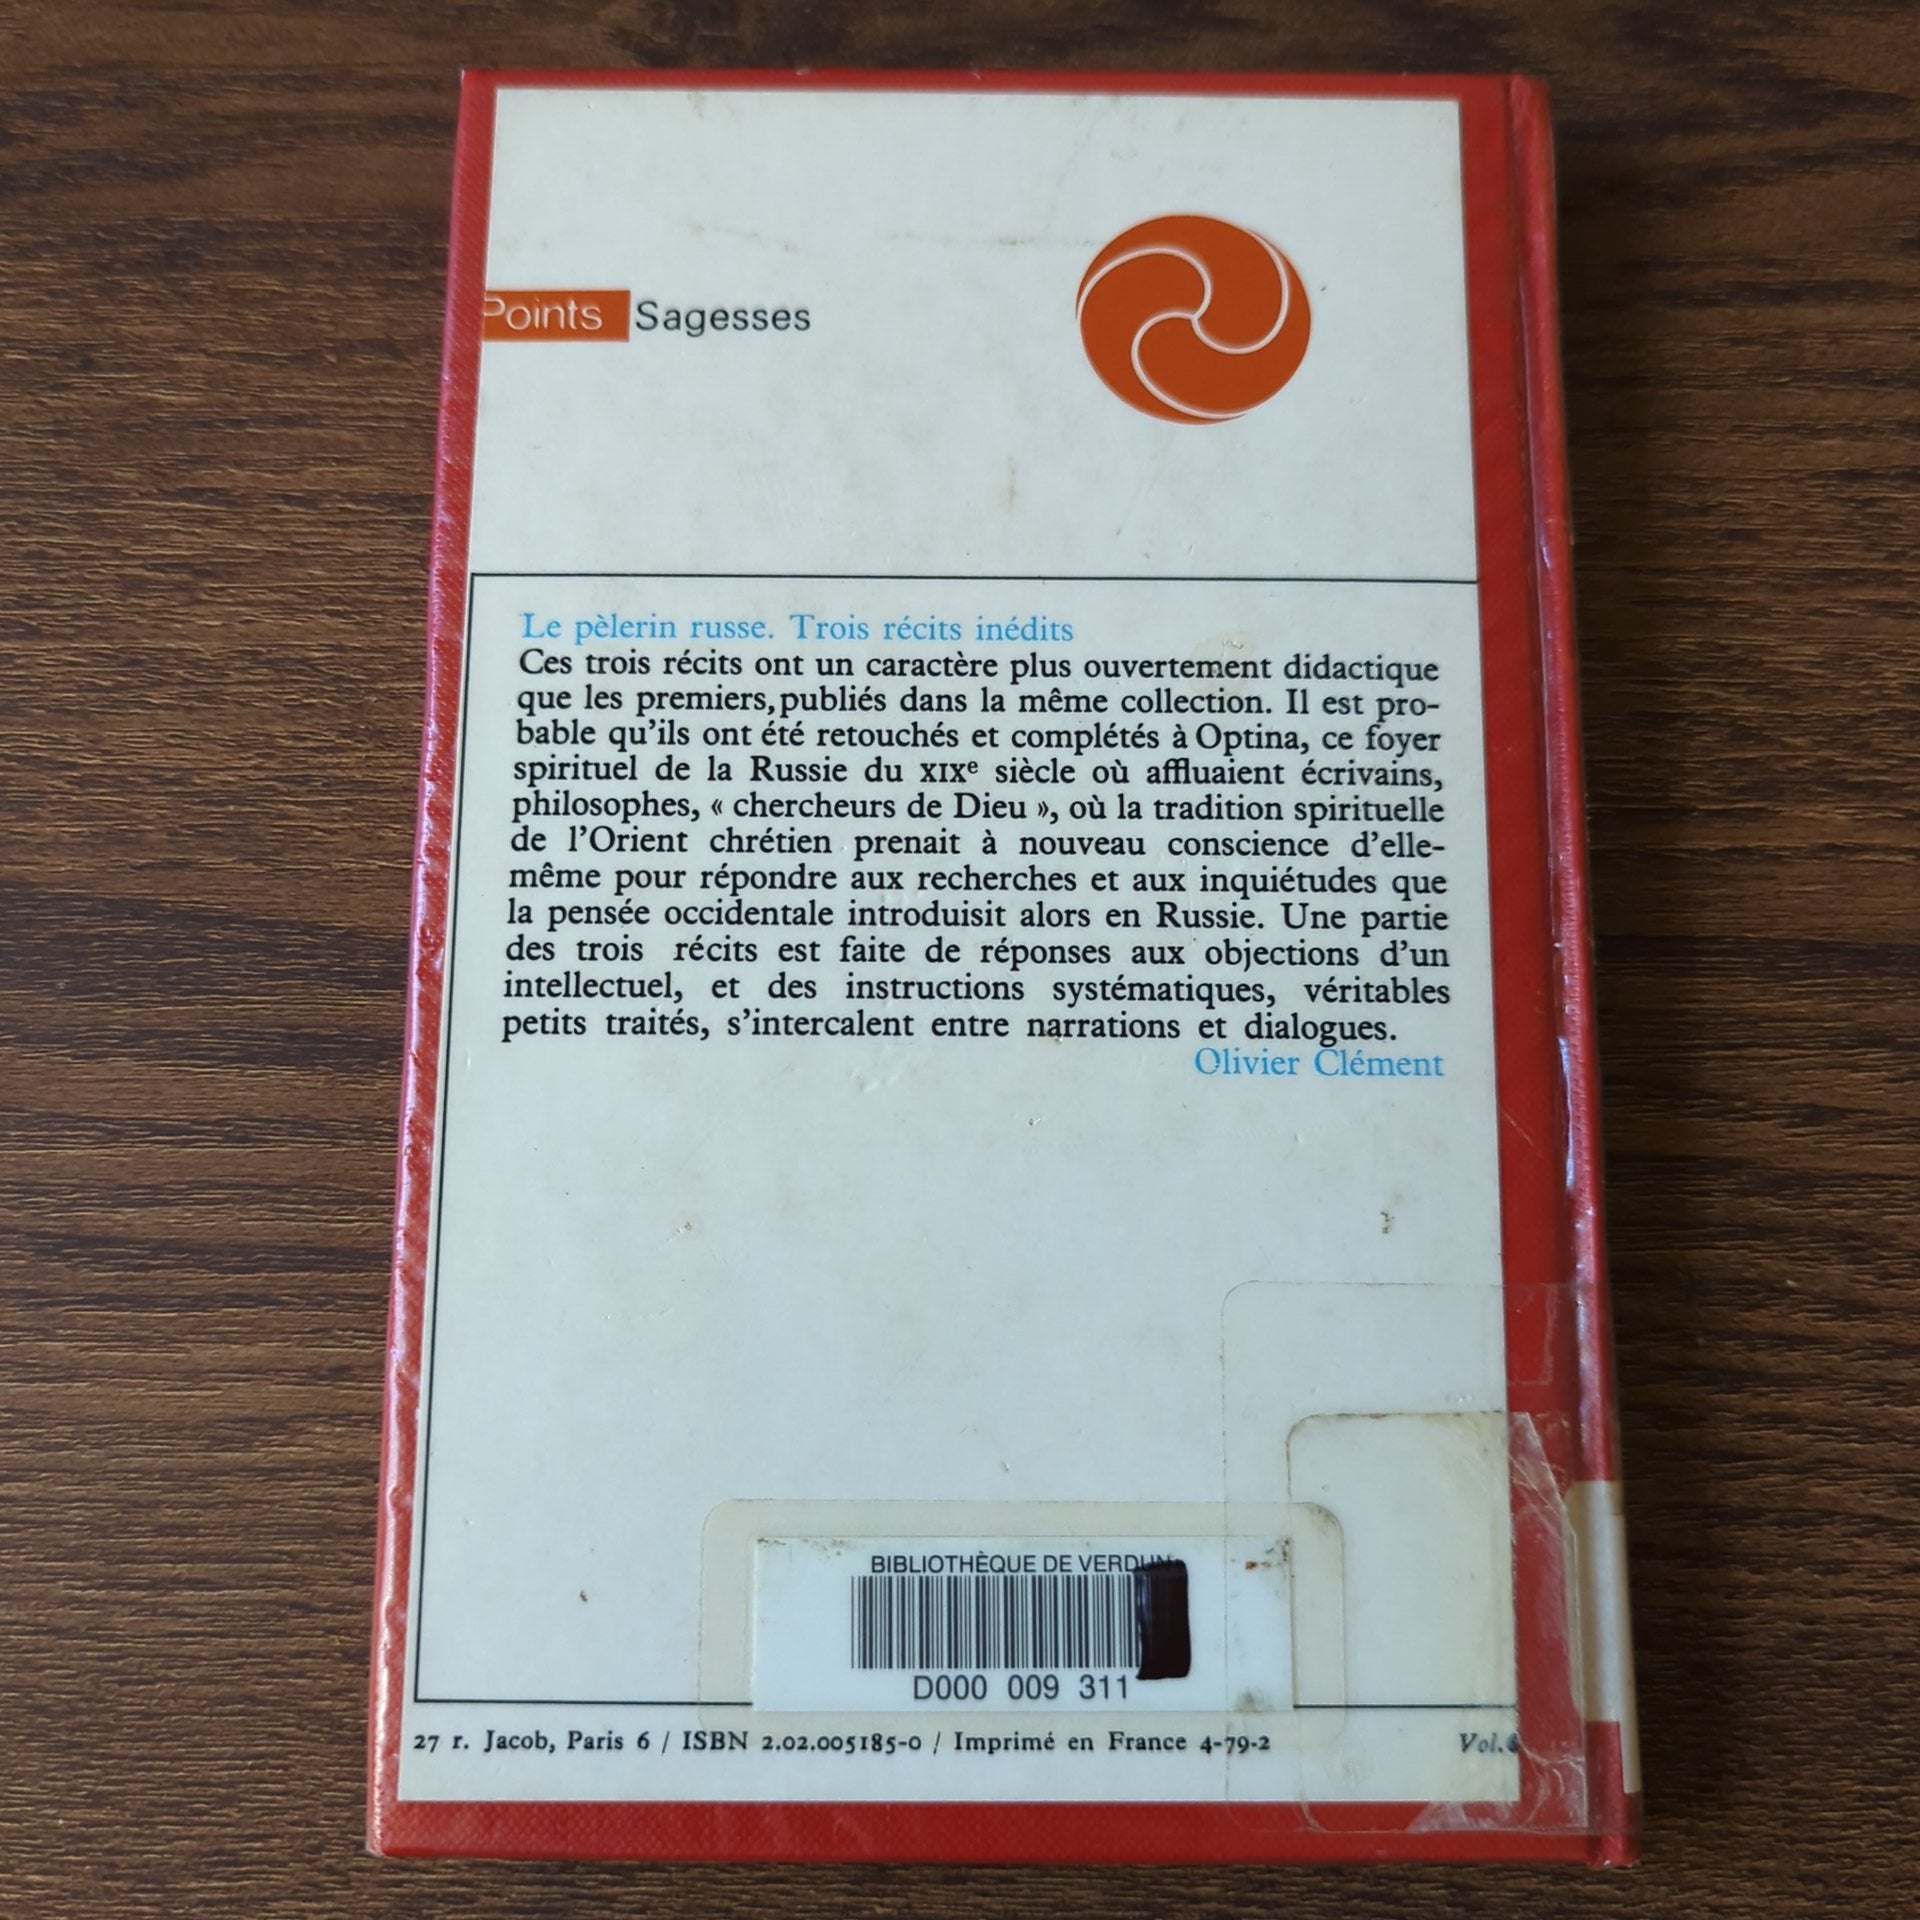 Points Sagesses
Le pèlerin russe. Trois récits inédits
Ces trois récits ont un caractère plus ouvertement didactique
que les premiers, publiés dans la même collection. Il est pro-
bable qu'ils ont été retouchés et complétés à Optina, ce foyer
spirituel de la Russie du XIXe siècle où affluaient écrivains,
philosophes, « chercheurs de Dieu », où la tradition spirituelle
de l'Orient chrétien prenait à nouveau conscience d'elle-
même pour répondre aux recherches et aux inquiétudes que
la pensée occidentale introduisit alors en Russie. Une partie
des trois récits est faite de réponses aux objections d'un
intellectuel, et des instructions systématiques, véritables
petits traités, s'intercalent entre narrations et dialogues.
Olivier Clément
BIBLIOTHÈQUE DE VERDUN
D000 009 311
27 r. Jacob, Paris 6 / ISBN 2.02.005185-0 / Imprimé en France 4-79-2
Vol.